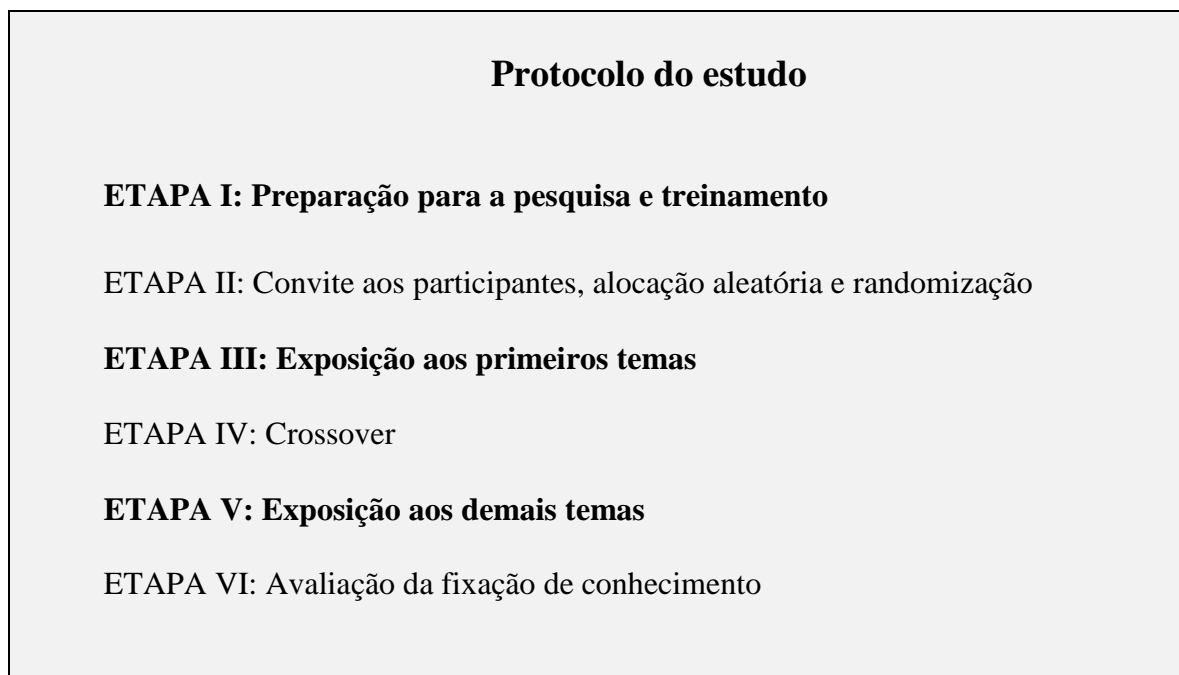 Protocolo do estudo
ETAPA I: Preparação para a pesquisa e treinamento
ETAPA II: Convite aos participantes, alocação aleatória e randomização
ETAPA III: Exposição aos primeiros temas
ETAPA IV: Crossover
ETAPA V: Exposição aos demais temas
ETAPA VI: Avaliação da fixação de conhecimento